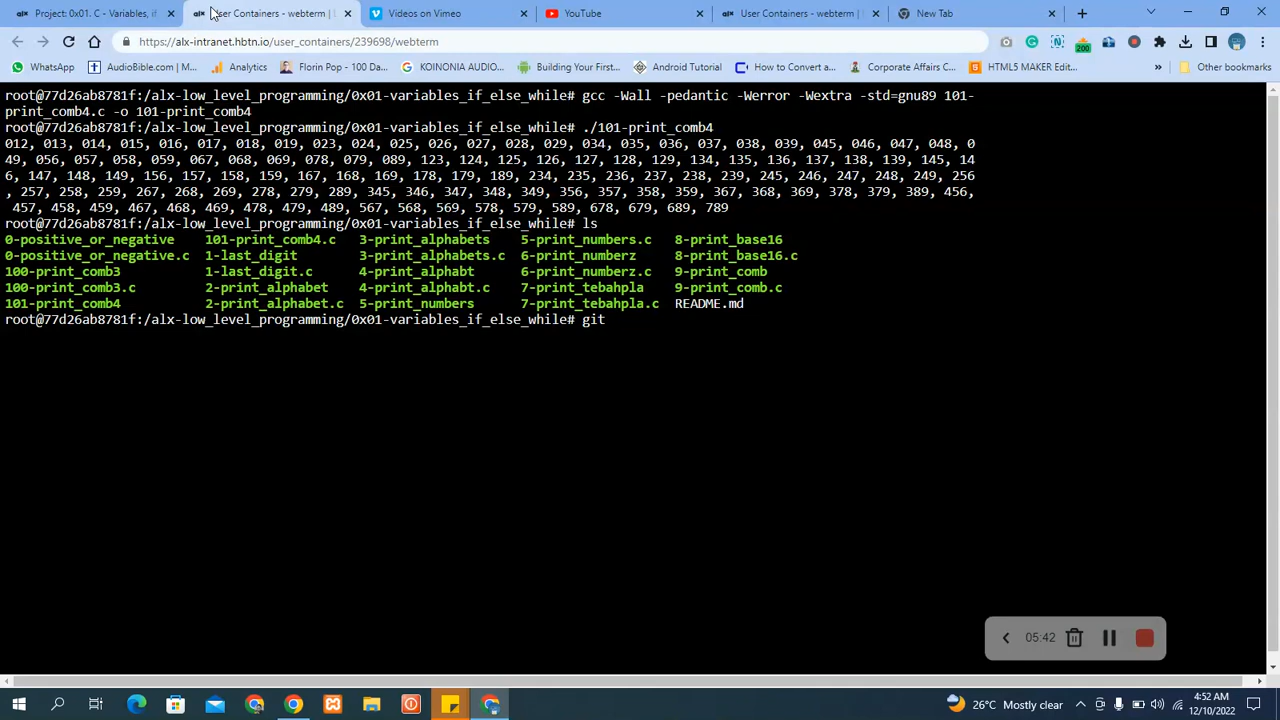 Project: 0x01. C - Variables, if
User Containers - webterm |
Videos on Vimeo
YouTube
User Containers - webterm |
New Tab
https://alx-intranet.hbtn.io/user_containers/239698/webterm
200
WhatsApp
AudioBible.com | M...
Analytics
Florin Pop - 100 Da...
KOINONIA AUDIO...
Building Your First...
Android Tutorial
How to Convert a...
Corporate Affairs C...
HTML5 MAKER Edit...
»
Other bookmarks
root@77d26ab8781f:/alx-low_level_programming/0x01-variables_if_else_while# gcc -Wall -pedantic -Werror -Wextra -std=gnu89 101-
print_comb4.c -o 101-print_comb4
root@77d26ab8781f:/alx-low_level_programming/0x01-variables_if_else_while# ./101-print_comb4
012, 013, 014, 015, 016, 017, 018, 019, 023, 024, 025, 026, 027, 028, 029, 034, 035, 036, 037, 038, 039, 045, 046, 047, 048, 0
49, 056, 057, 058, 059, 067, 068, 069, 078, 079, 089, 123, 124, 125, 126, 127, 128, 129, 134, 135, 136, 137, 138, 139, 145, 14
6, 147, 148, 149, 156, 157, 158, 159, 167, 168, 169, 178, 179, 189, 234, 235, 236, 237, 238, 239, 245, 246, 247, 248, 249, 256
, 257, 258, 259, 267, 268, 269, 278, 279, 289, 345, 346, 347, 348, 349, 356, 357, 358, 359, 367, 368, 369, 378, 379, 389, 456,
 457, 458, 459, 467, 468, 469, 478, 479, 489, 567, 568, 569, 578, 579, 589, 678, 679, 689, 789
root@77d26ab8781f:/alx-low_level_programming/0x01-variables_if_else_while# ls
0-positive_or_negative 101-print_comb4.c 3-print_alphabets 5-print_numbers.c 8-print_base16
0-positive_or_negative.c 1-last_digit 3-print_alphabets.c 6-print_numberz 8-print_base16.c
100-print_comb3 1-last_digit.c 4-print_alphabt 6-print_numberz.c 9-print_comb
100-print_comb3.c 2-print_alphabet 4-print_alphabt.c 7-print_tebahpla 9-print_comb.c
101-print_comb4 2-print_alphabet.c 5-print_numbers 7-print_tebahpla.c README.md
root@77d26ab8781f:/alx-low_level_programming/0x01-variables_if_else_while# git
05:42
26°C Mostly clear
4:52 AM
12/10/2022